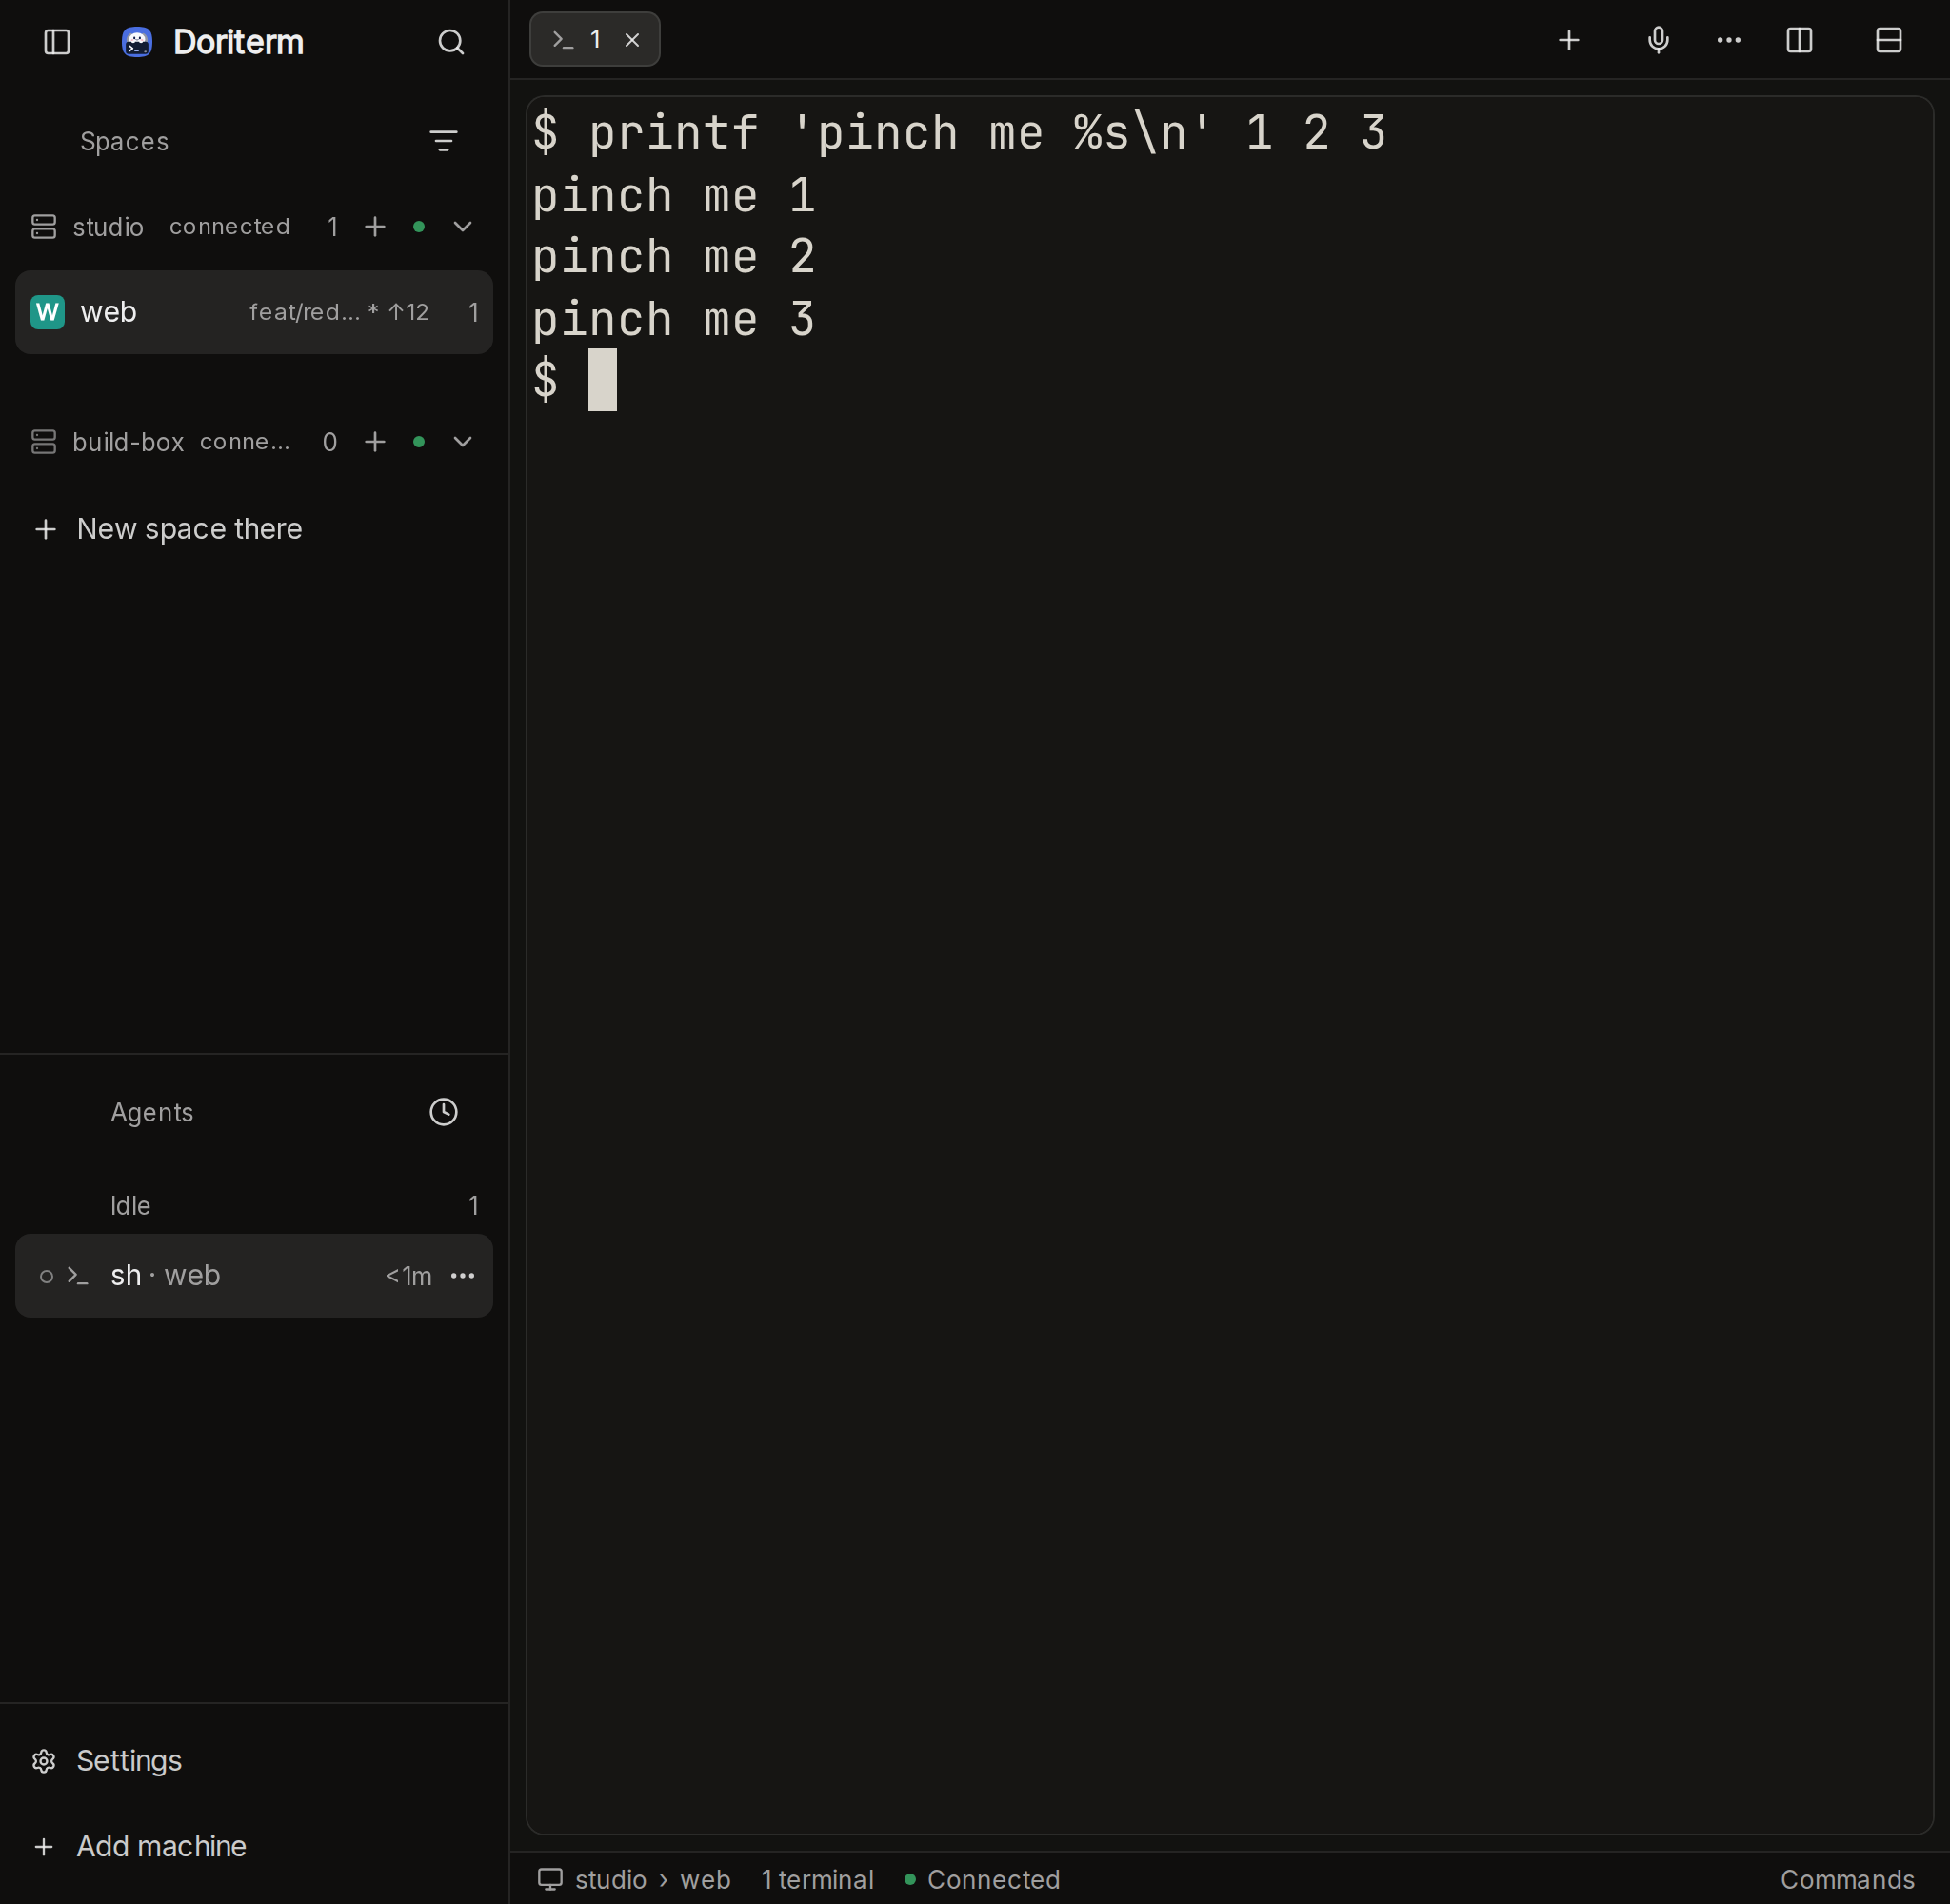 Doriterm
Spaces
studio connected 1
W web feat/red... * ↑12 1
build-box conne... 0
New space there
Agents
Idle 1
sh · web <1m
Settings
Add machine
1
$ printf 'pinch me %s\n' 1 2 3
pinch me 1
pinch me 2
pinch me 3
$
studio › web 1 terminal Connected Commands